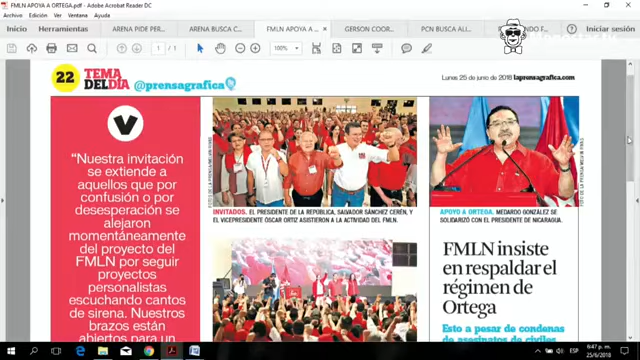 FMLN APOYA A ORTEGA.pdf - Adobe Acrobat Reader DC
Archivo Edición Ver Ventana Ayuda
Inicio Herramientas ARENA PIDE PER... ARENA BUSCA C... FMLN APOYA A ... × GERSON COOR... PCN BUSCA ALI... Iniciar sesión
1 / 1 100%
22 TEMA DEL DÍA @prensagrafica
Lunes 25 de junio de 2018 laprensagrafica.com
“Nuestra invitación
se extiende a
aquellos que por
confusión o por
desesperación se
alejaron
momentáneamente
del proyecto del
FMLN por seguir
proyectos
personalistas
escuchando cantos
de sirena. Nuestros
brazos están
abiertos para un
INVITADOS. EL PRESIDENTE DE LA REPÚBLICA, SALVADOR SÁNCHEZ CERÉN, Y
EL VICEPRESIDENTE OSCAR ORTIZ ASISTIERON A LA ACTIVIDAD DEL FMLN.
APOYO A ORTEGA. MEDARDO GONZÁLEZ SE
SOLIDARIZÓ CON EL PRESIDENTE DE NICARAGUA.
FMLN insiste
en respaldar el
régimen de
Ortega
Esto a pesar de condenas
de asesinatos de civiles
ESP
6:47 p. m.
25/6/2018